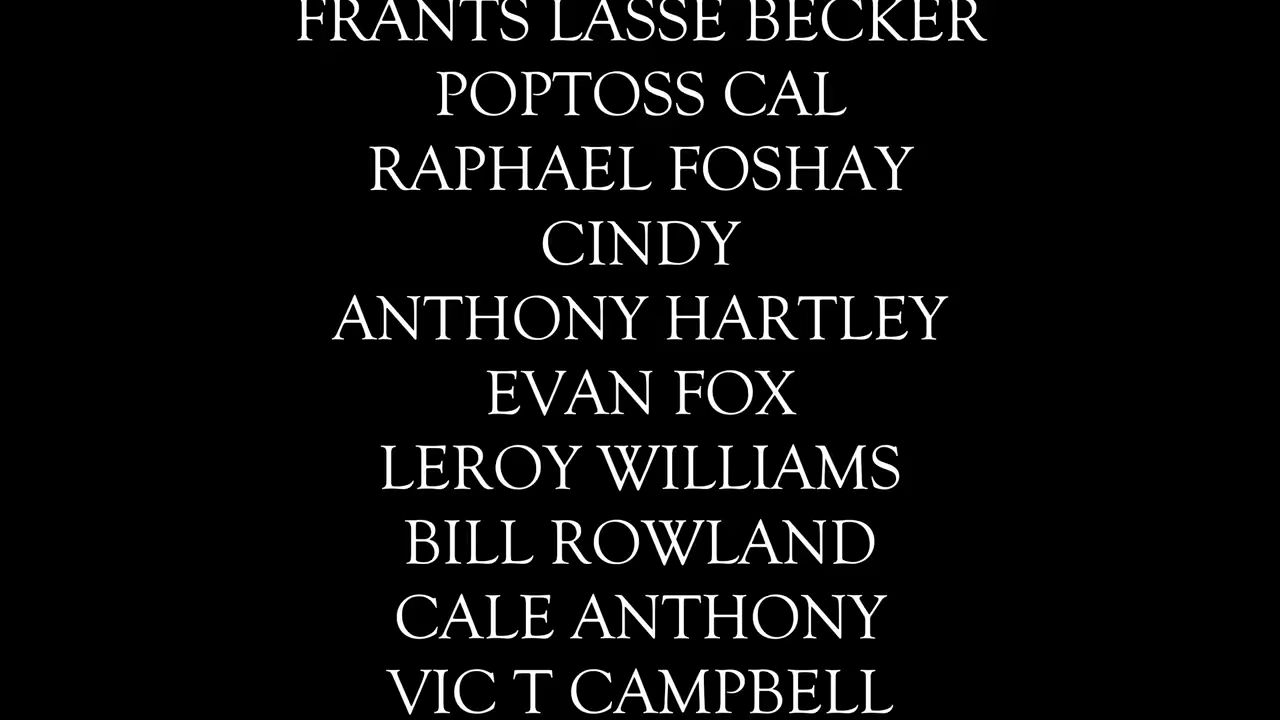 FRANTS LASSE BECKER
POPTOSS CAL
RAPHAEL FOSHAY
CINDY
ANTHONY HARTLEY
EVAN FOX
LEROY WILLIAMS
BILL ROWLAND
CALE ANTHONY
VIC T CAMPBELL